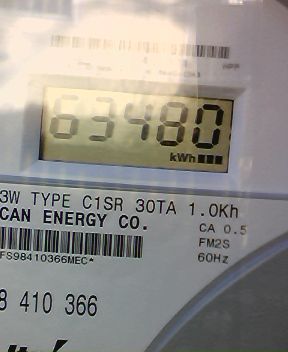 63480
kWh
3W TYPE C1SR 30TA 1.0Kh
CAN ENERGY CO.
CA 0.5
FM2S
60Hz
FS98410366MEC*
8 410 366